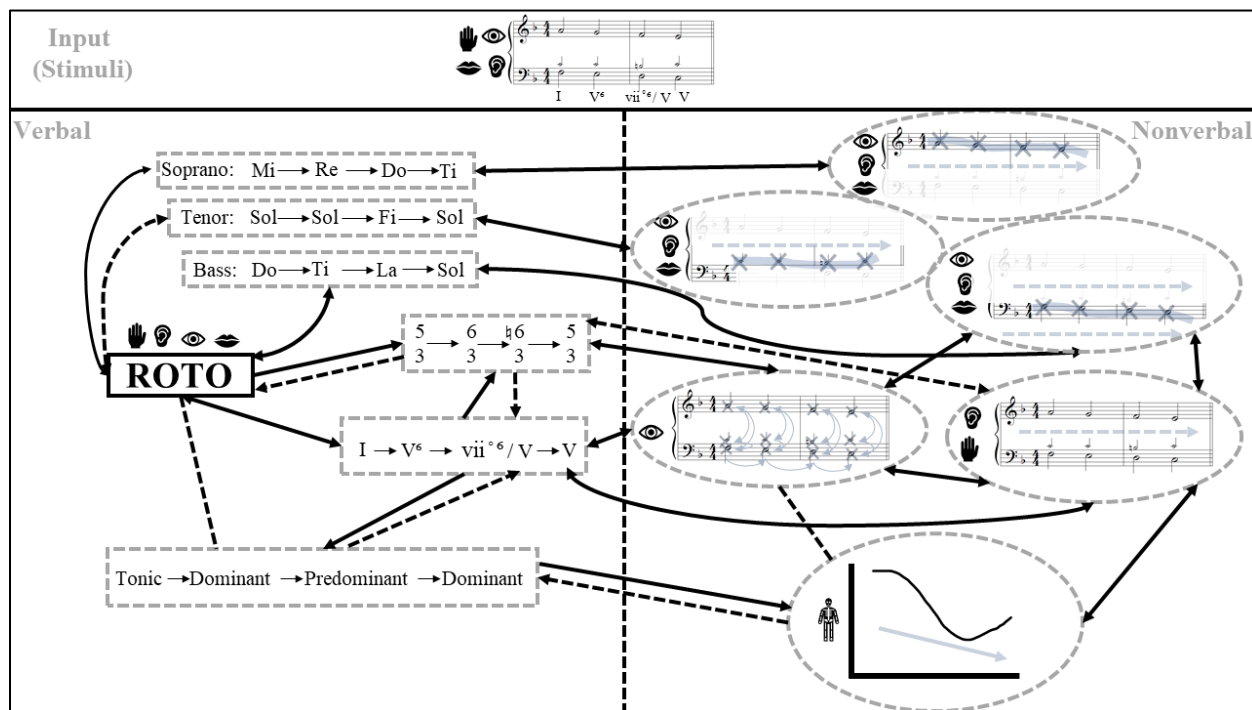 Input
(Stimuli)
I V⁶ vii°⁶/ V V
Verbal
Nonverbal
Soprano: Mi → Re → Do → Ti
Tenor: Sol → Sol → Fi → Sol
Bass: Do → Ti → La → Sol
5 6 ♮6 5
3 3 3 3
ROTO
I → V⁶ → vii°⁶/ V → V
Tonic → Dominant → Predominant → Dominant